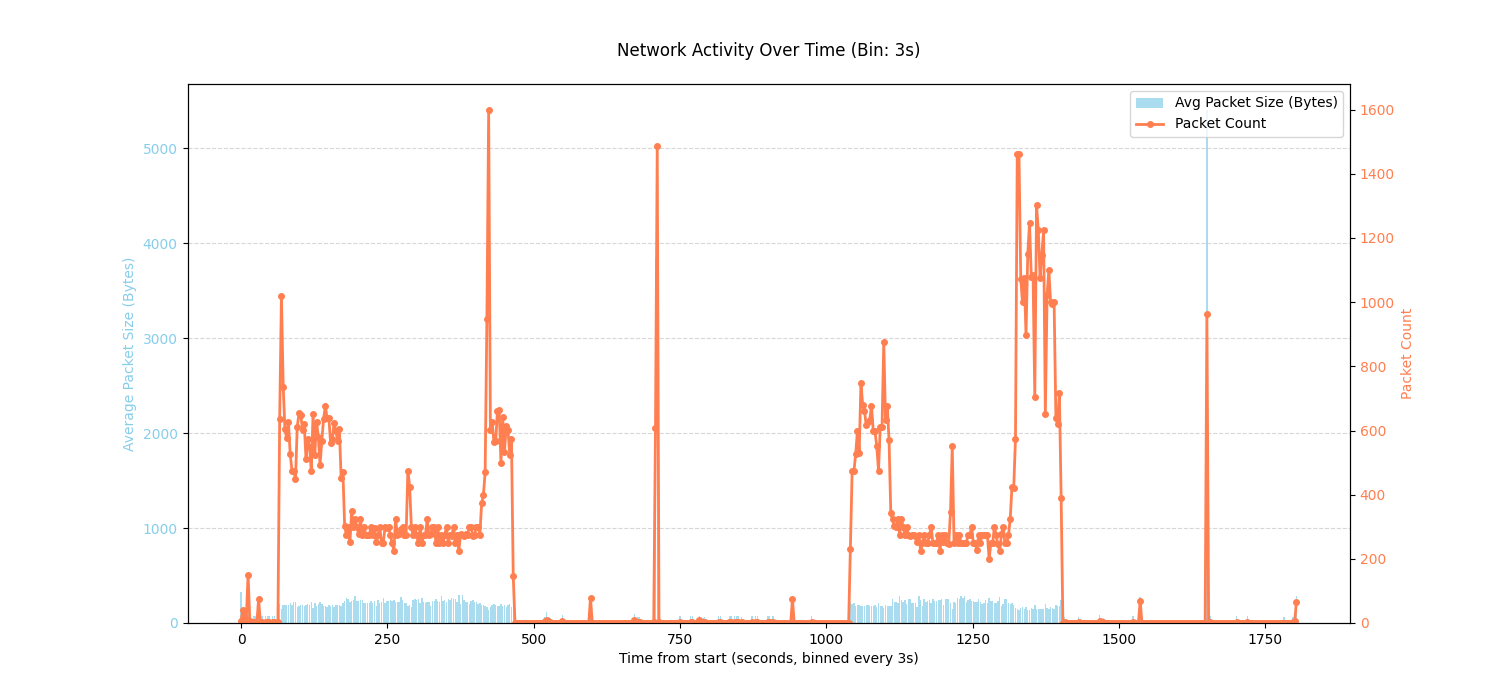 Network Activity Over Time (Bin: 3s)
Avg Packet Size (Bytes)
Packet Count
5000
4000
3000
2000
1000
0
Average Packet Size (Bytes)
1600
1400
1200
1000
800
600
400
200
0
Packet Count
0 250 500 750 1000 1250 1500 1750
Time from start (seconds, binned every 3s)